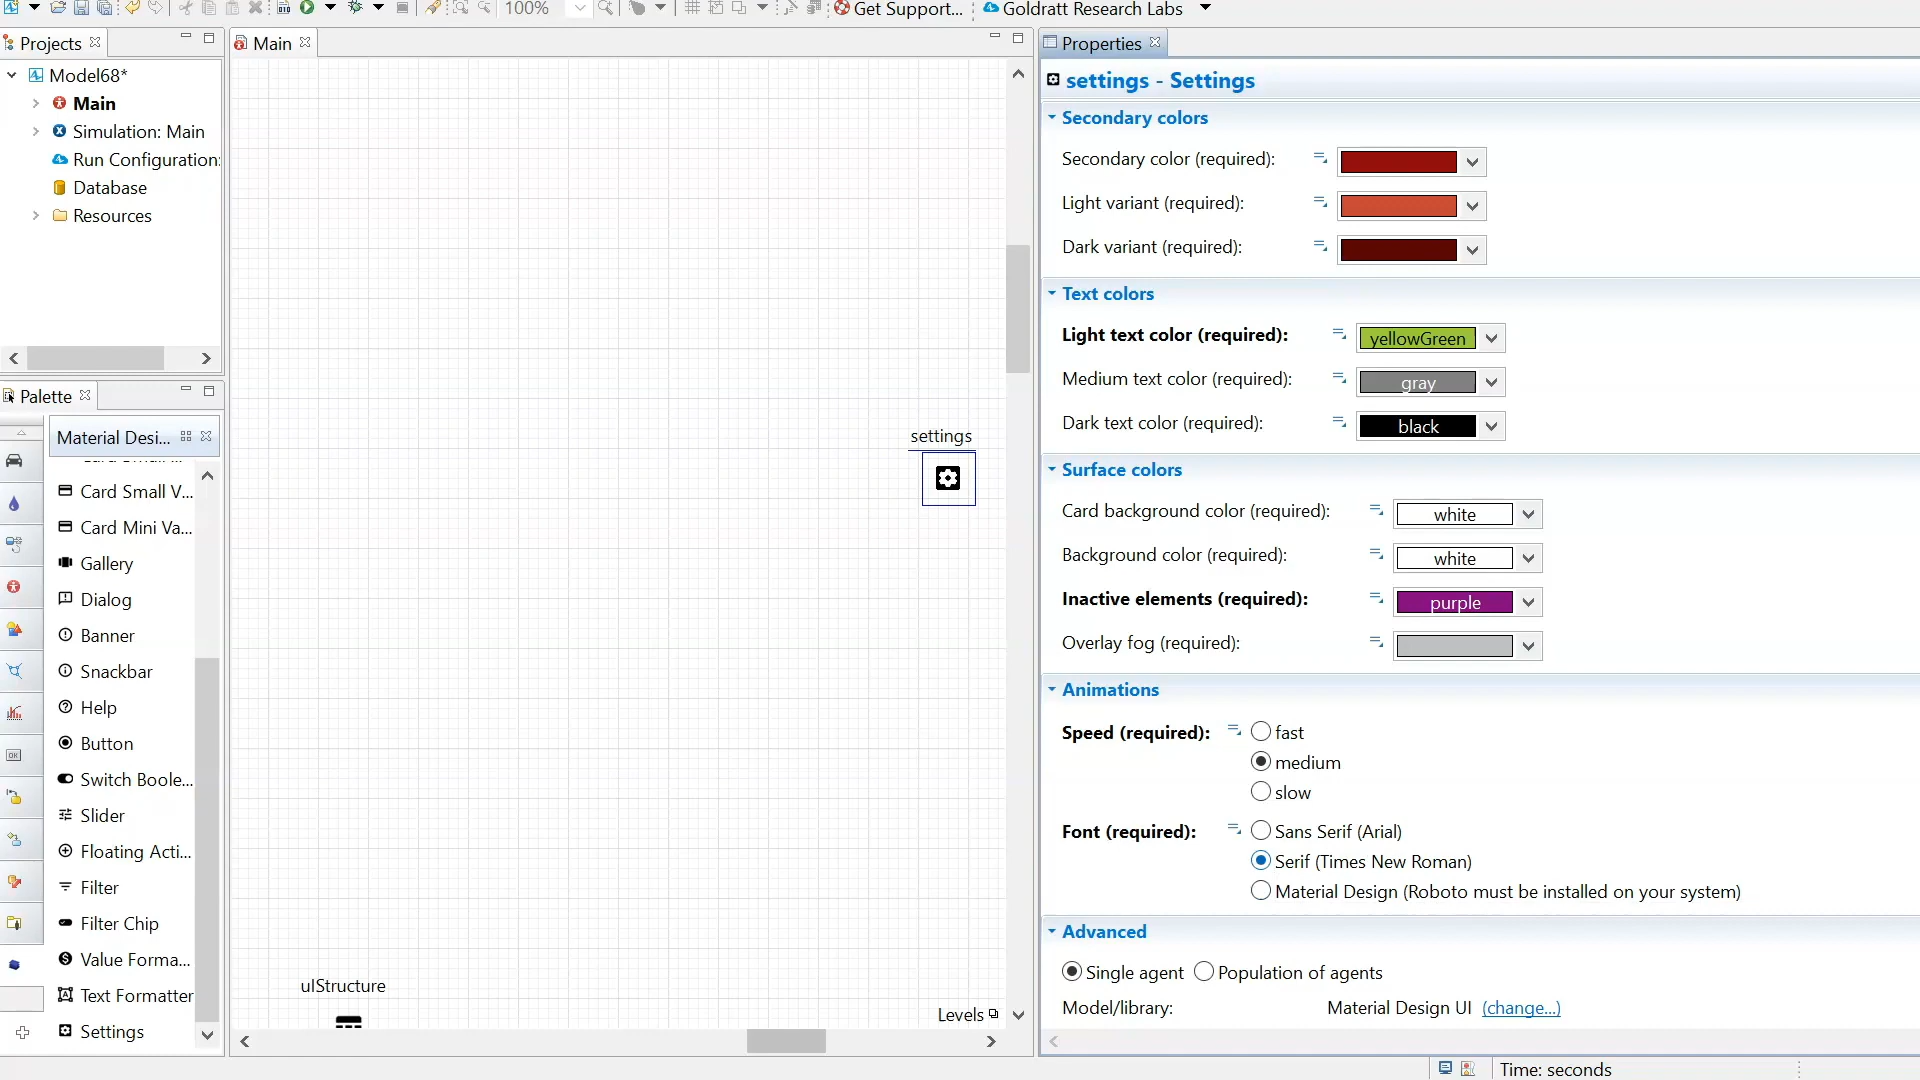 100%
Get Support...
Goldratt Research Labs
Projects
Model68*
Main
Simulation: Main
Run Configuration:
Database
Resources
Palette
Material Desi...
Card Small V...
Card Mini Va...
Gallery
Dialog
Banner
Snackbar
Help
Button
Switch Boole...
Slider
Floating Acti...
Filter
Filter Chip
Value Forma...
Text Formatter
Settings
Main
settings
uIStructure
Levels
Properties
settings - Settings
Secondary colors
Secondary color (required):
Light variant (required):
Dark variant (required):
Text colors
Light text color (required): yellowGreen
Medium text color (required): gray
Dark text color (required): black
Surface colors
Card background color (required): white
Background color (required): white
Inactive elements (required): purple
Overlay fog (required):
Animations
Speed (required): fast
medium
slow
Font (required): Sans Serif (Arial)
Serif (Times New Roman)
Material Design (Roboto must be installed on your system)
Advanced
Single agent Population of agents
Model/library: Material Design UI (change...)
Time: seconds